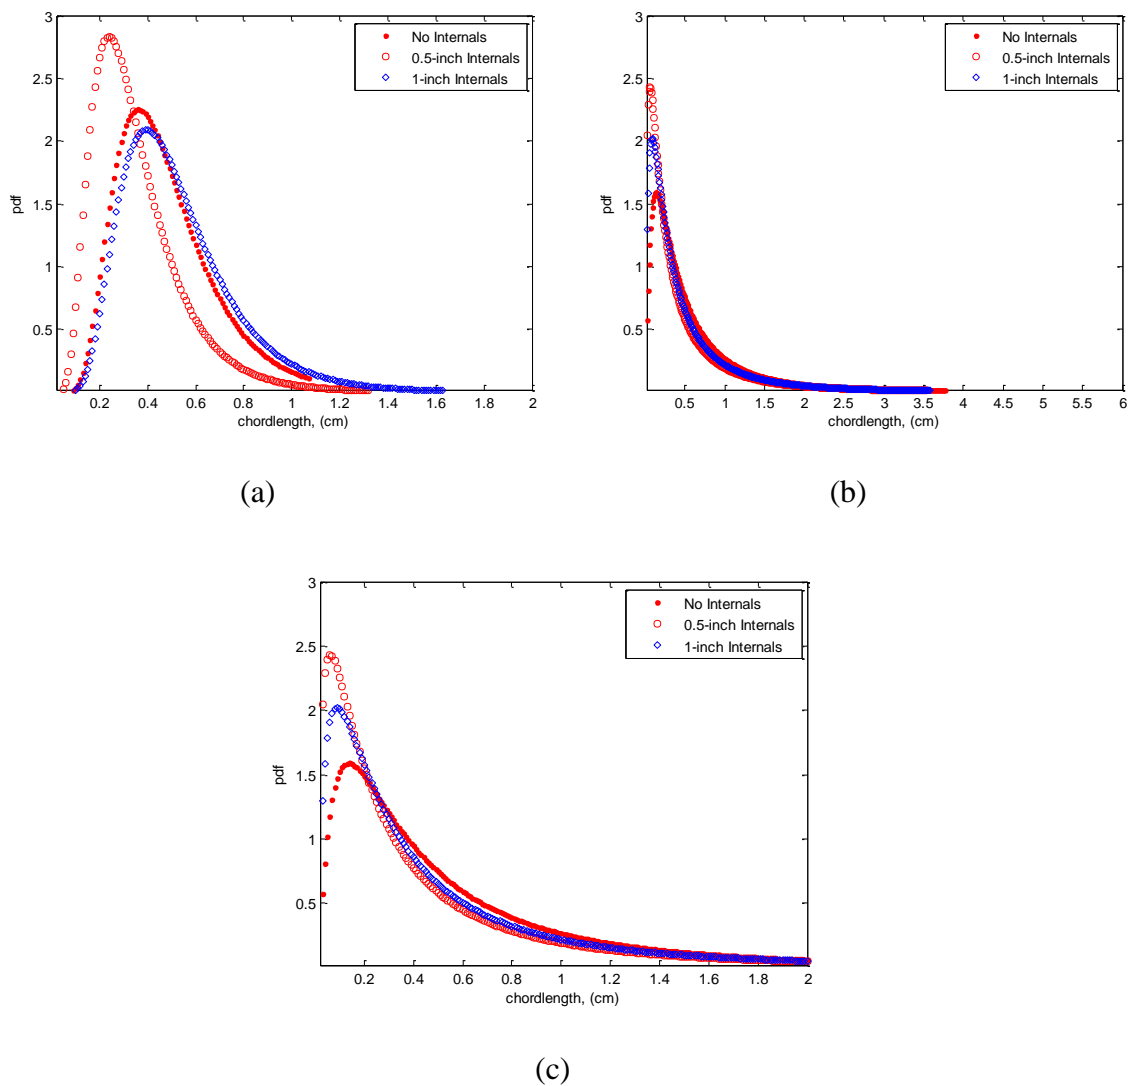 3
2.5
2
1.5
1
0.5
pdf
0.2 0.4 0.6 0.8 1 1.2 1.4 1.6 1.8 2
chordlength, (cm)
No Internals
0.5-inch Internals
1-inch Internals
(a)
3
2.5
2
1.5
1
0.5
pdf
0.5 1 1.5 2 2.5 3 3.5 4 4.5 5 5.5 6
chordlength, (cm)
No Internals
0.5-inch Internals
1-inch Internals
(b)
3
2.5
2
1.5
1
0.5
pdf
0.2 0.4 0.6 0.8 1.0 1.2 1.4 1.6 1.8 2
chordlength, (cm)
No Internals
0.5-inch Internals
1-inch Internals
(c)